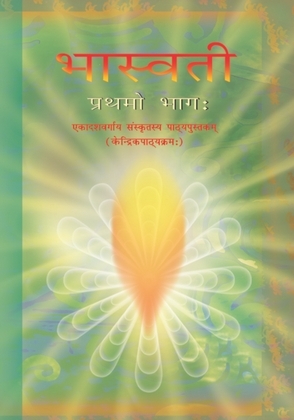 भास्वती
प्रथमो भागः
एकादशवर्गाय संस्कृतस्य पाठ्यपुस्तकम्
(केन्द्रिकपाठ्यक्रमः)